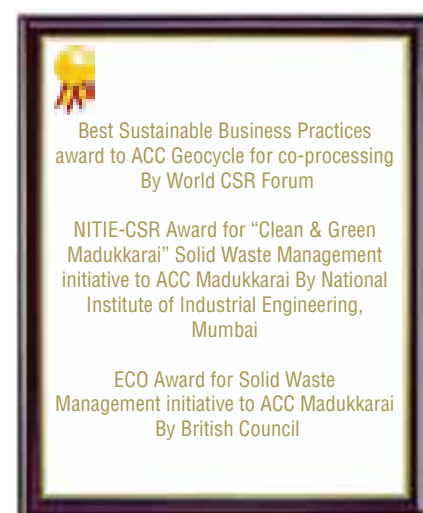 Best Sustainable Business Practices
award to ACC Geocycle for co-processing
By World CSR Forum
NITIE-CSR Award for “Clean & Green
Madukkarai” Solid Waste Management
initiative to ACC Madukkarai By National
Institute of Industrial Engineering,
Mumbai
ECO Award for Solid Waste
Management initiative to ACC Madukkarai
By British Council